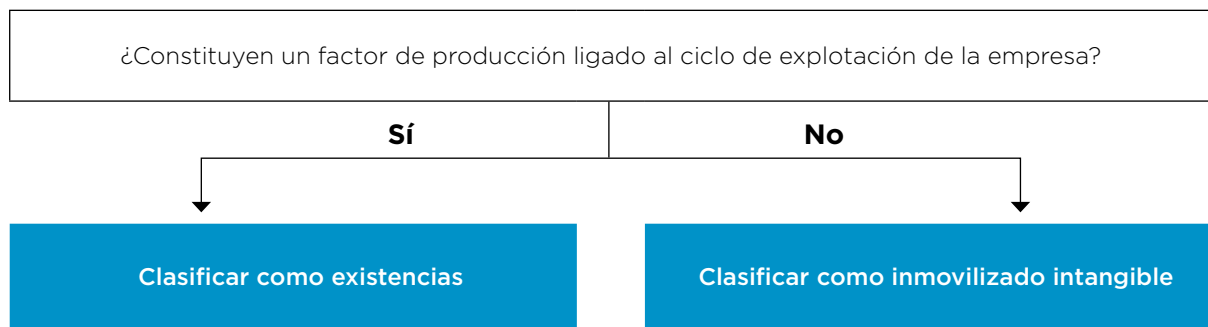 ¿Constituyen un factor de producción ligado al ciclo de explotación de la empresa?
Sí
No
Clasificar como existencias
Clasificar como inmovilizado intangible